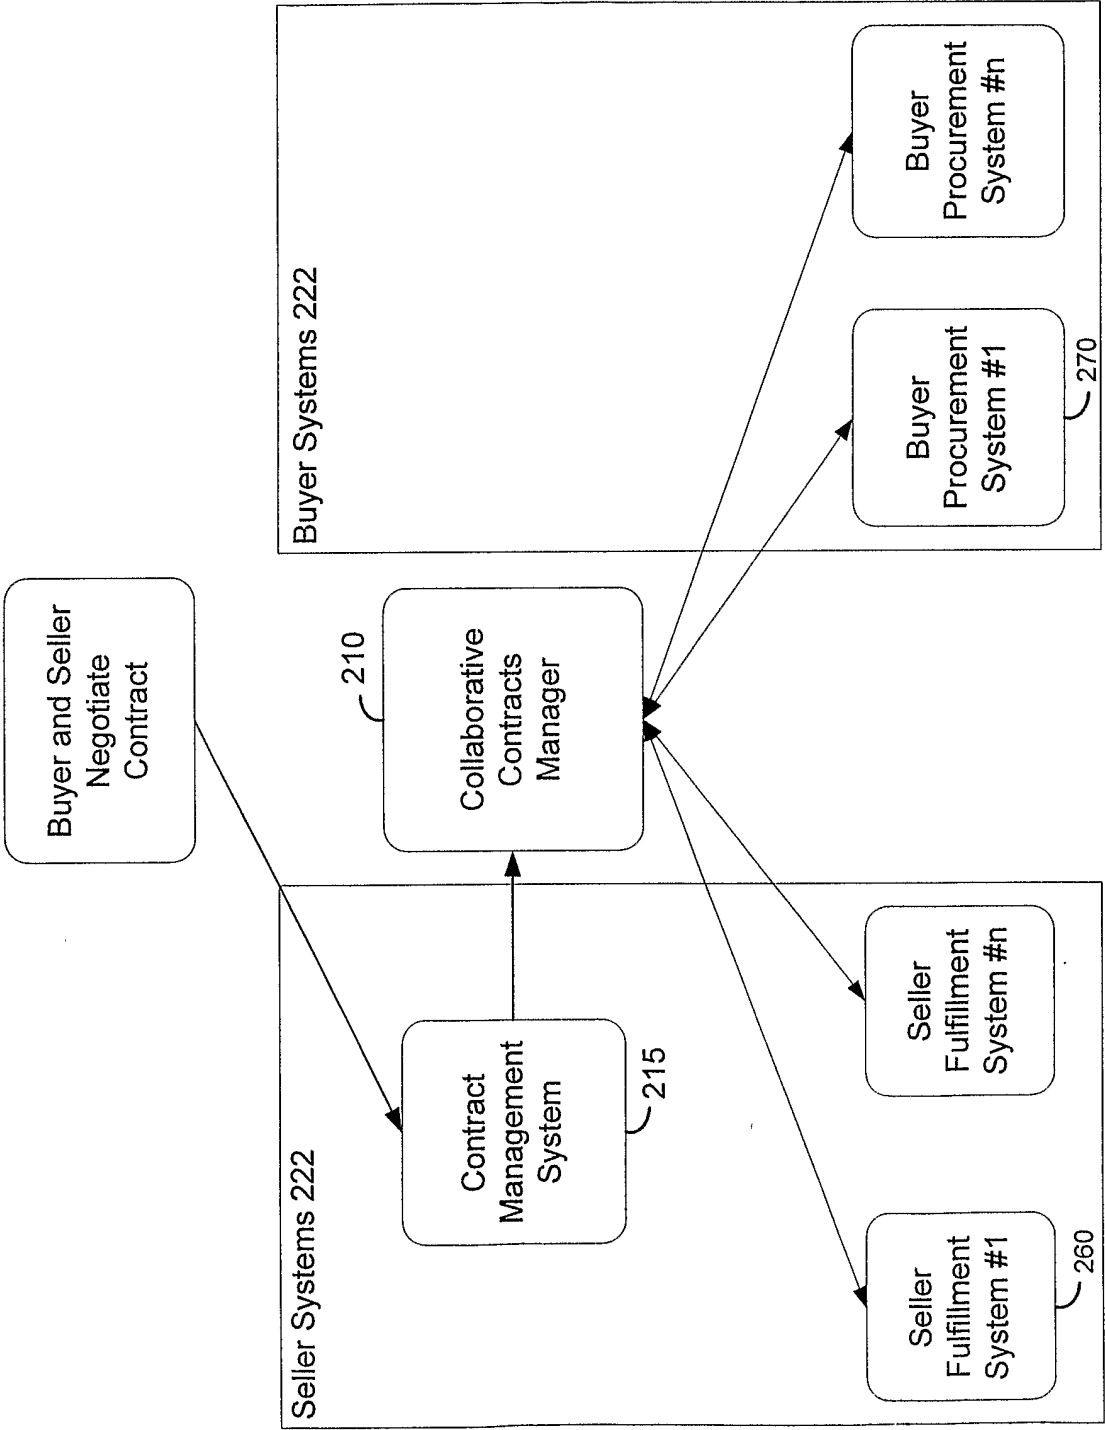 Buyer and Seller
Negotiate
Contract
Seller Systems 222
Contract
Management
System
215
210
Collaborative
Contracts
Manager
Buyer Systems 222
Seller
Fulfillment
System #1
260
Seller
Fulfillment
System #n
Buyer
Procurement
System #1
270
Buyer
Procurement
System #n